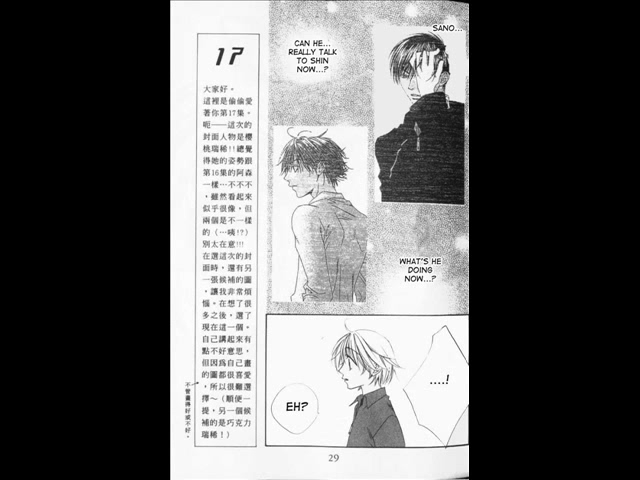 17
大家好。
這裡是偷偷愛
著你第17集。
呃——這次的
封面人物是櫻
桃瑞稀!!總覺
得她的姿勢跟
第16集的阿森
一樣…不不不
，雖然看起來
似乎很像，但
兩個是不一樣
的(…咦!?)
別太在意!!!
在選這次的封
面時，還有另
一張候補的圖
，讓我非常煩
惱。在想了很
多之後，選了
現在這一個。
自己講起來有
點不好意思，
但因為自己畫
的圖都很喜愛
，所以很難選
擇～(順便一
提，另一個候
補的是巧克力
瑞稀!)
不管畫得好或不好。
SANO...
CAN HE...
REALLY TALK
TO SHIN
NOW...?
WHAT'S HE
DOING
NOW...?
....!
EH?
29